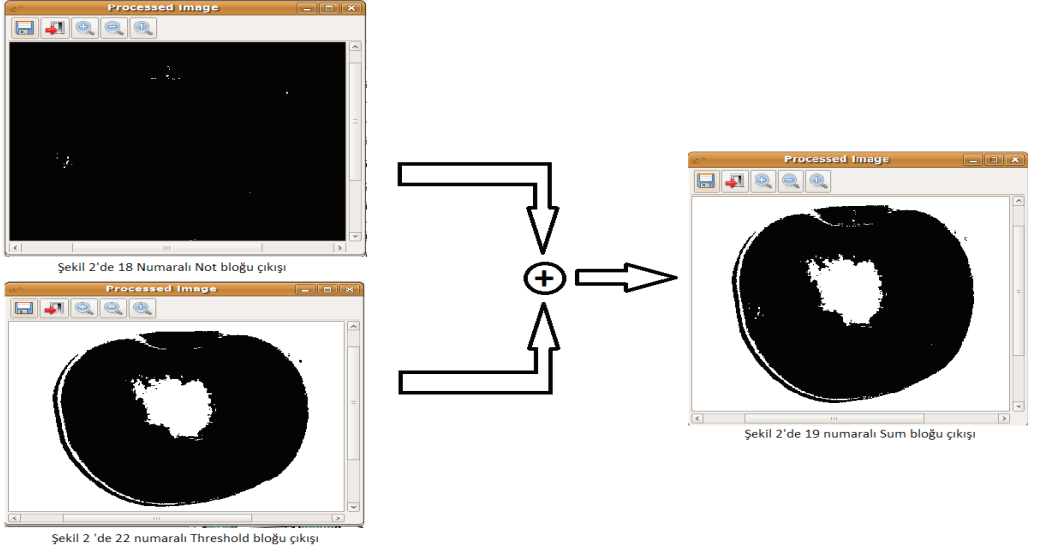 Processed Image
Şekil 2'de 18 Numaralı Not bloğu çıkışı
Processed Image
Şekil 2 'de 22 numaralı Threshold bloğu çıkışı
Processed Image
Şekil 2'de 19 numaralı Sum bloğu çıkışı